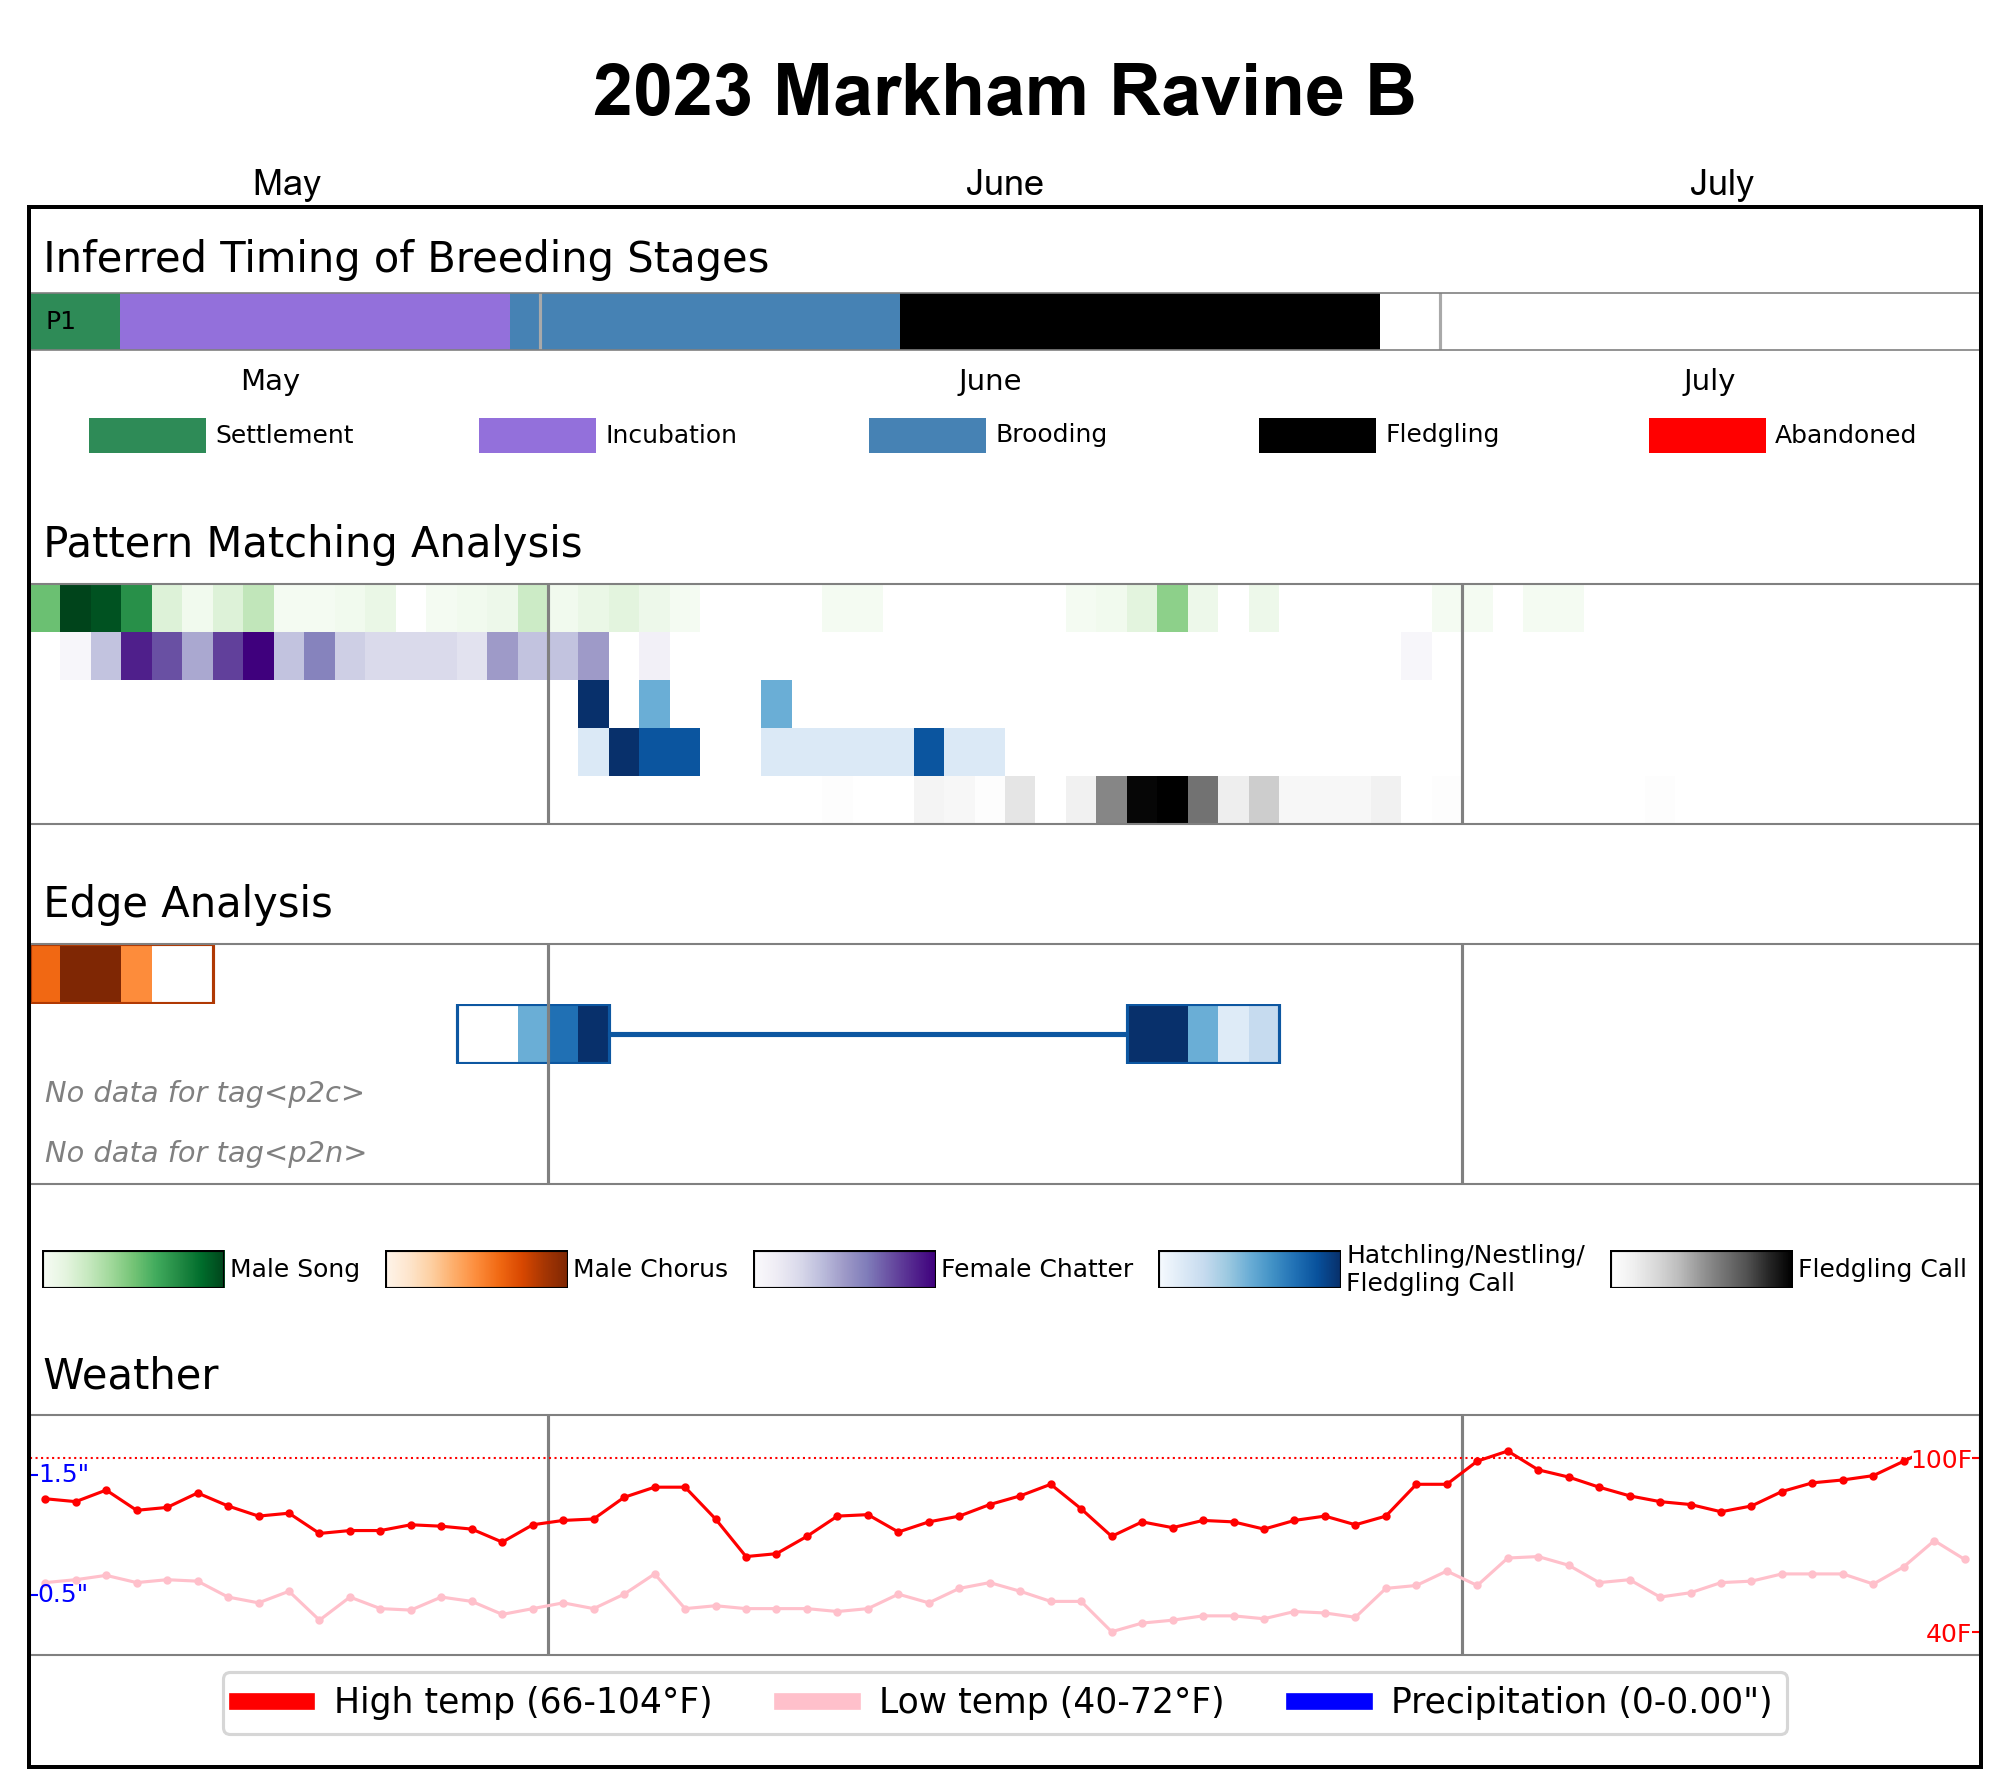 2023 Markham Ravine B
May June July
Inferred Timing of Breeding Stages
P1
May June July
Settlement Incubation Brooding Fledgling Abandoned
Pattern Matching Analysis
Edge Analysis
No data for tag<p2c>
No data for tag<p2n>
Male Song Male Chorus Female Chatter Hatchling/Nestling/
Fledgling Call Fledgling Call
Weather
1.5" 100F
0.5" 40F
High temp (66-104°F) Low temp (40-72°F) Precipitation (0-0.00")